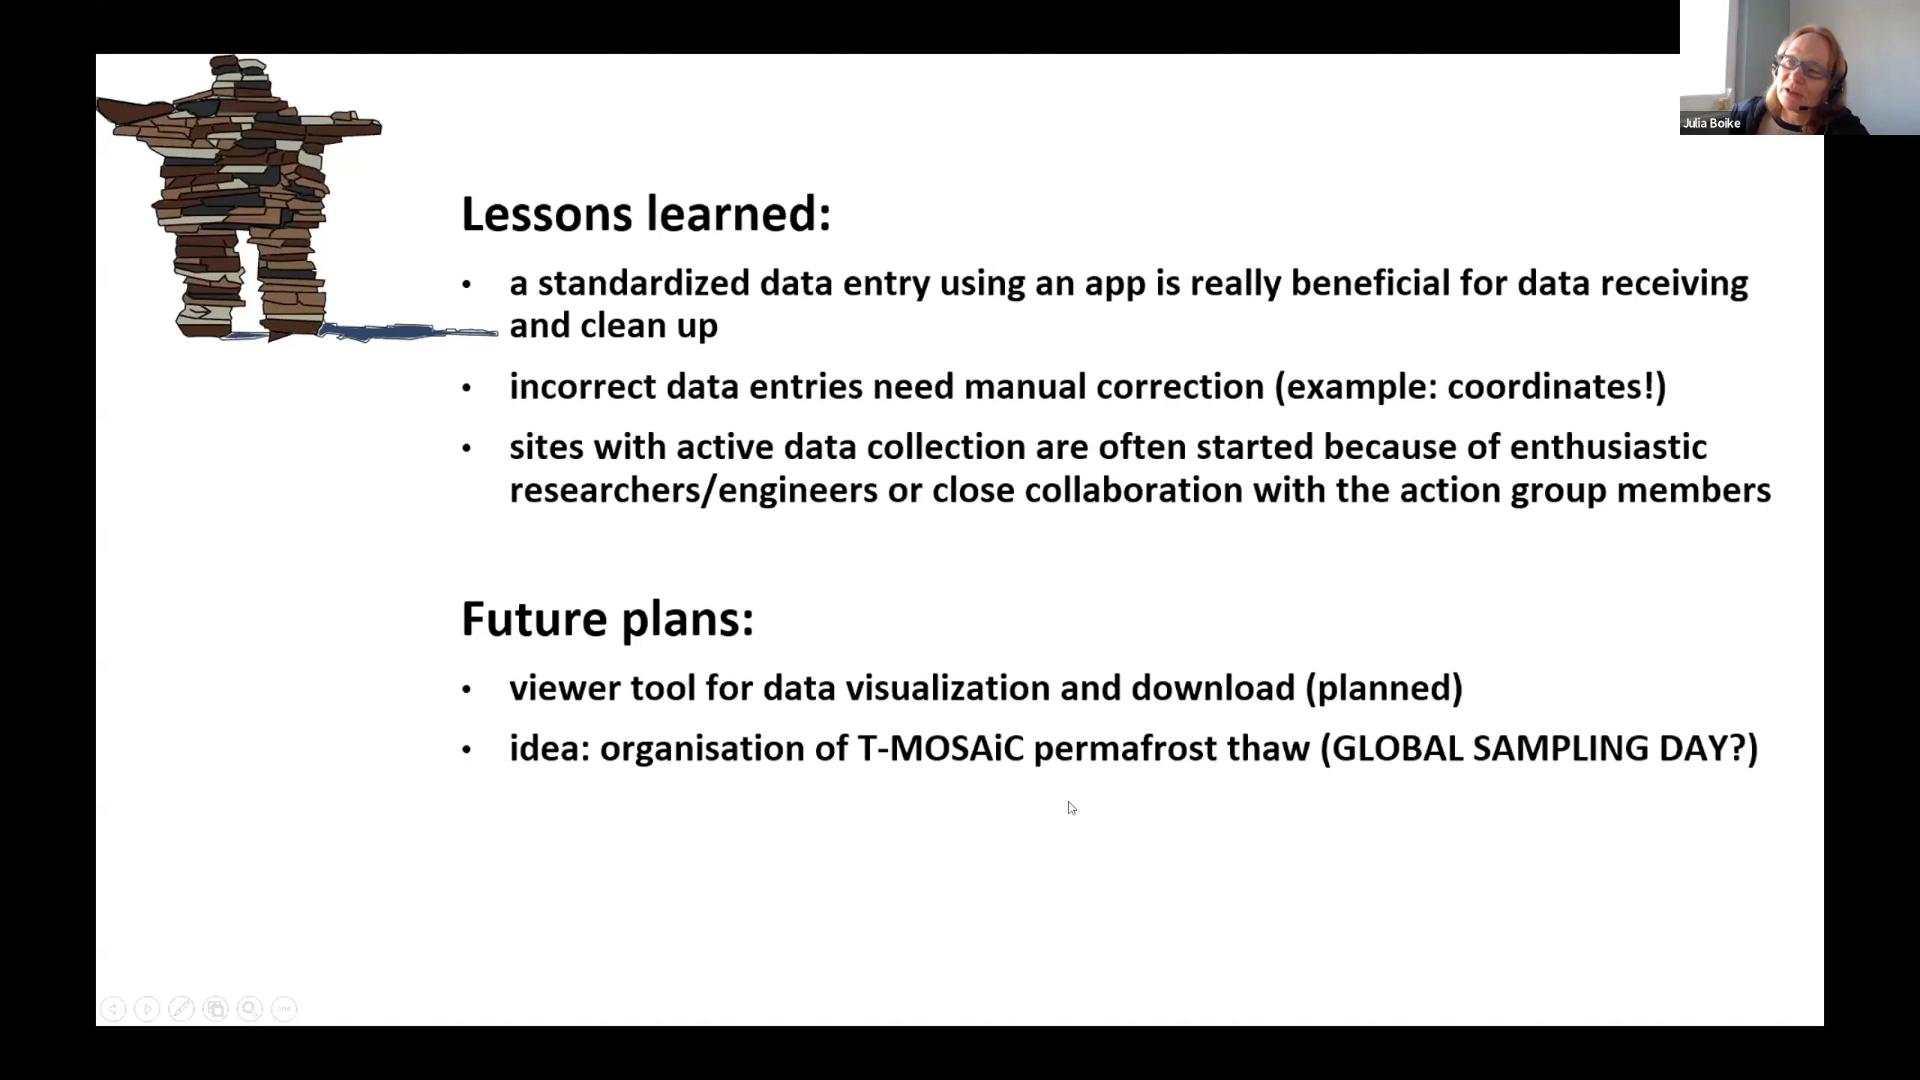 Julia Boike
Lessons learned:
• a standardized data entry using an app is really beneficial for data receiving
and clean up
• incorrect data entries need manual correction (example: coordinates!)
• sites with active data collection are often started because of enthusiastic
researchers/engineers or close collaboration with the action group members
Future plans:
• viewer tool for data visualization and download (planned)
• idea: organisation of T-MOSAiC permafrost thaw (GLOBAL SAMPLING DAY?)